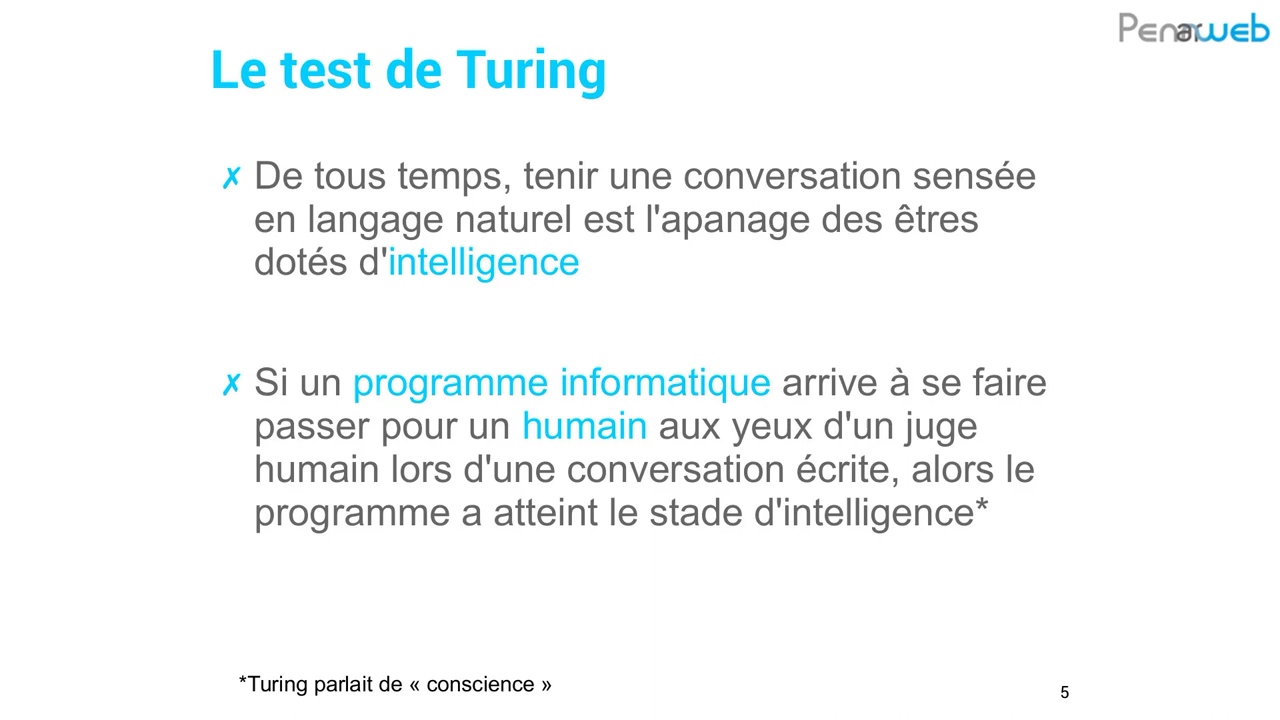 Penarweb
Le test de Turing
✗ De tous temps, tenir une conversation sensée
en langage naturel est l'apanage des êtres
dotés d'intelligence
✗ Si un programme informatique arrive à se faire
passer pour un humain aux yeux d'un juge
humain lors d'une conversation écrite, alors le
programme a atteint le stade d'intelligence*
*Turing parlait de « conscience »
5